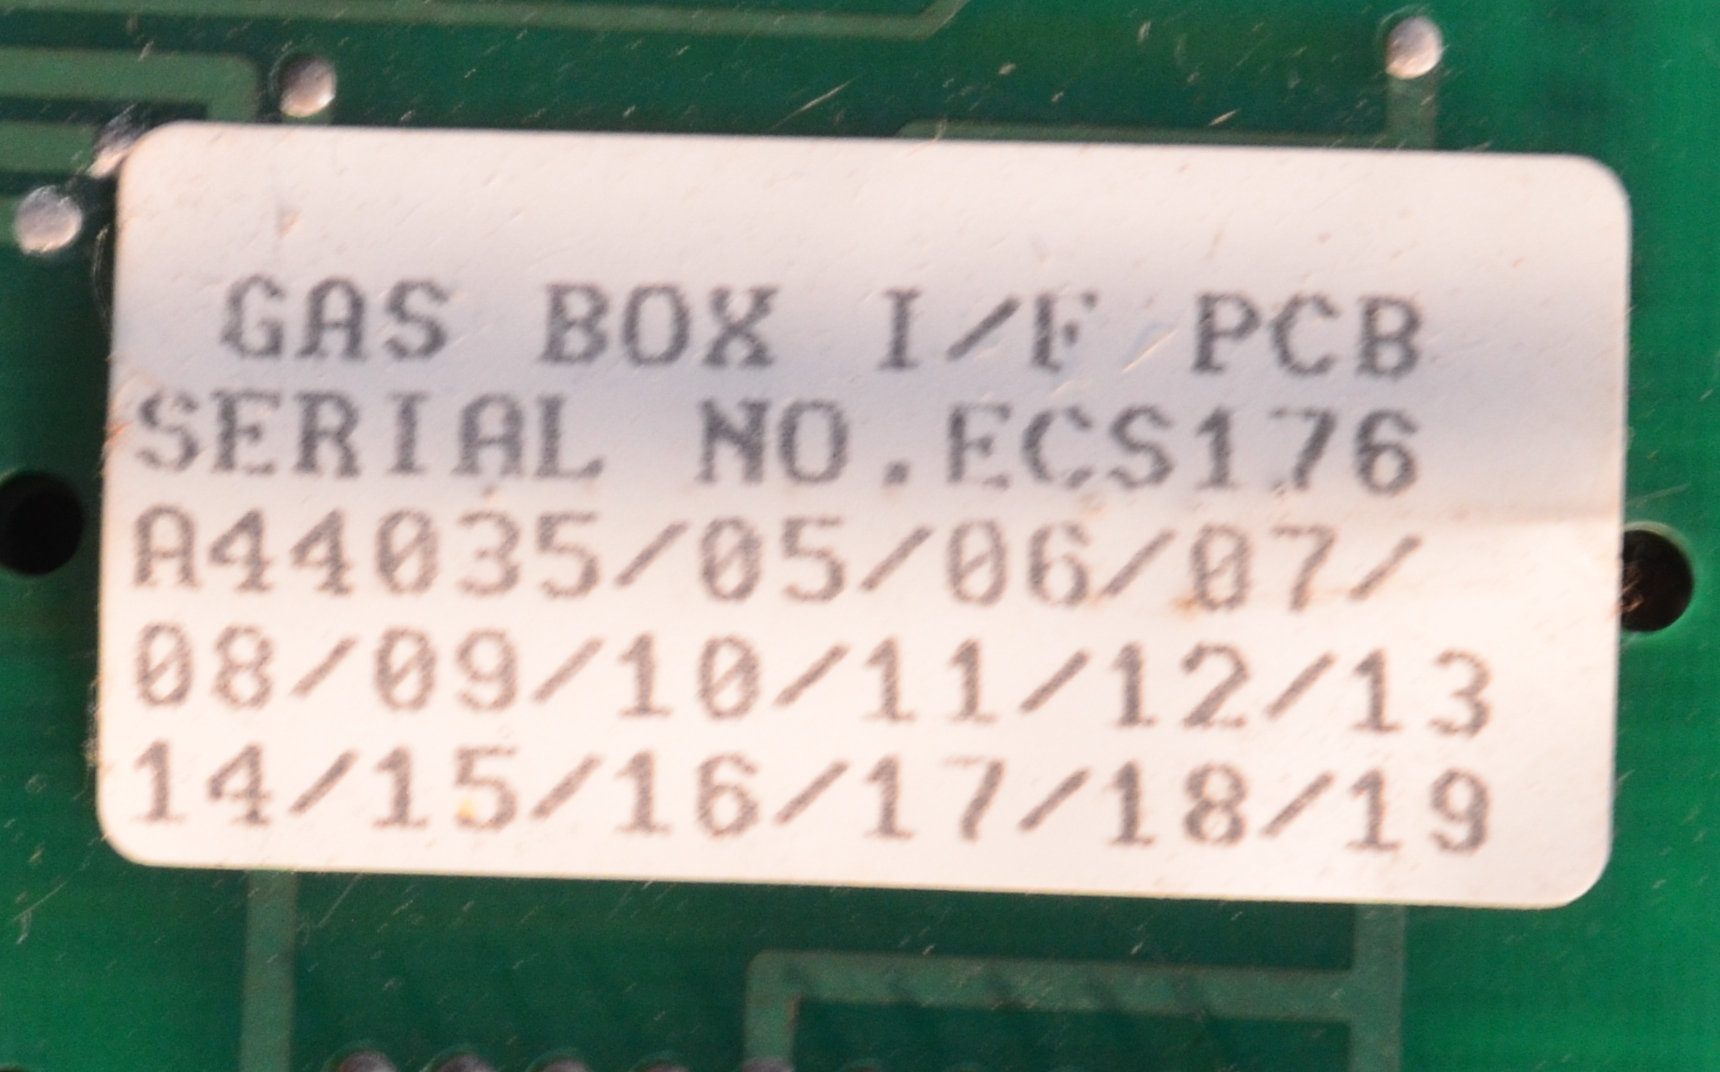 GAS BOX I/F PCB
SERIAL NO.ECS176
A44035/05/06/07/
08/09/10/11/12/13
14/15/16/17/18/19